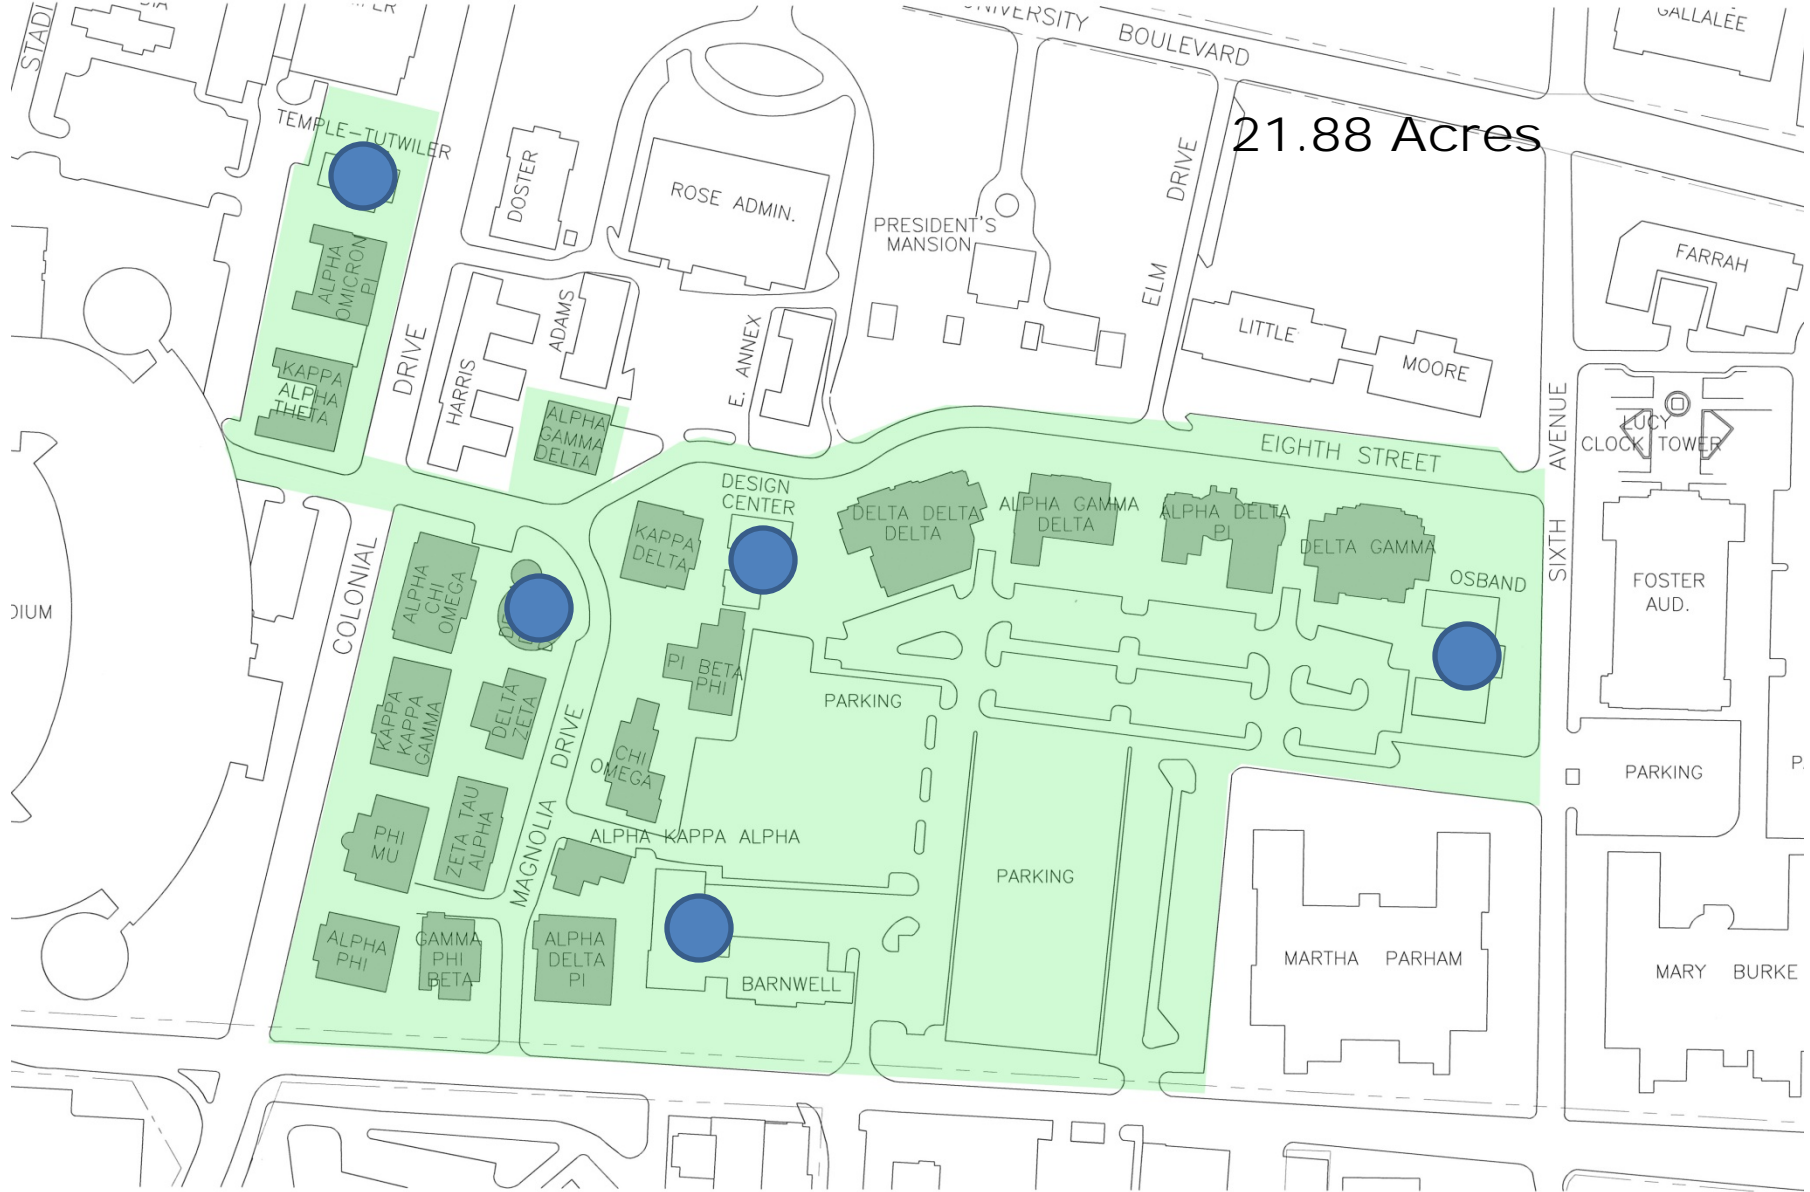 UNIVERSITY BOULEVARD
GALLALEE
21.88 Acres
TEMPLE-TUTWILER
DOSTER
ROSE ADMIN.
PRESIDENT'S
MANSION
ELM DRIVE
FARRAH
ALPHA
OMICRON
PI
DRIVE
HARRIS
ADAMS
E. ANNEX
LITTLE
MOORE
KAPPA
ALPHA
THETA
ALPHA
GAMMA
DELTA
EIGHTH STREET
SIXTH AVENUE
LUCY
CLOCK TOWER
DESIGN
CENTER
KAPPA
DELTA
DELTA DELTA
DELTA
ALPHA GAMMA
DELTA
ALPHA DELTA
PI
DELTA GAMMA
OSBAND
FOSTER
AUD.
COLONIAL
ALPHA
CHI
OMEGA
PI BETA
PHI
PARKING
KAPPA
KAPPA
GAMMA
DELTA
ZETA
CHI
OMEGA
MAGNOLIA DRIVE
PARKING
PHI
MU
ZETA TAU
ALPHA
ALPHA KAPPA ALPHA
PARKING
ALPHA
PHI
GAMMA
PHI
BETA
ALPHA
DELTA
PI
BARNWELL
MARTHA PARHAM
MARY BURKE